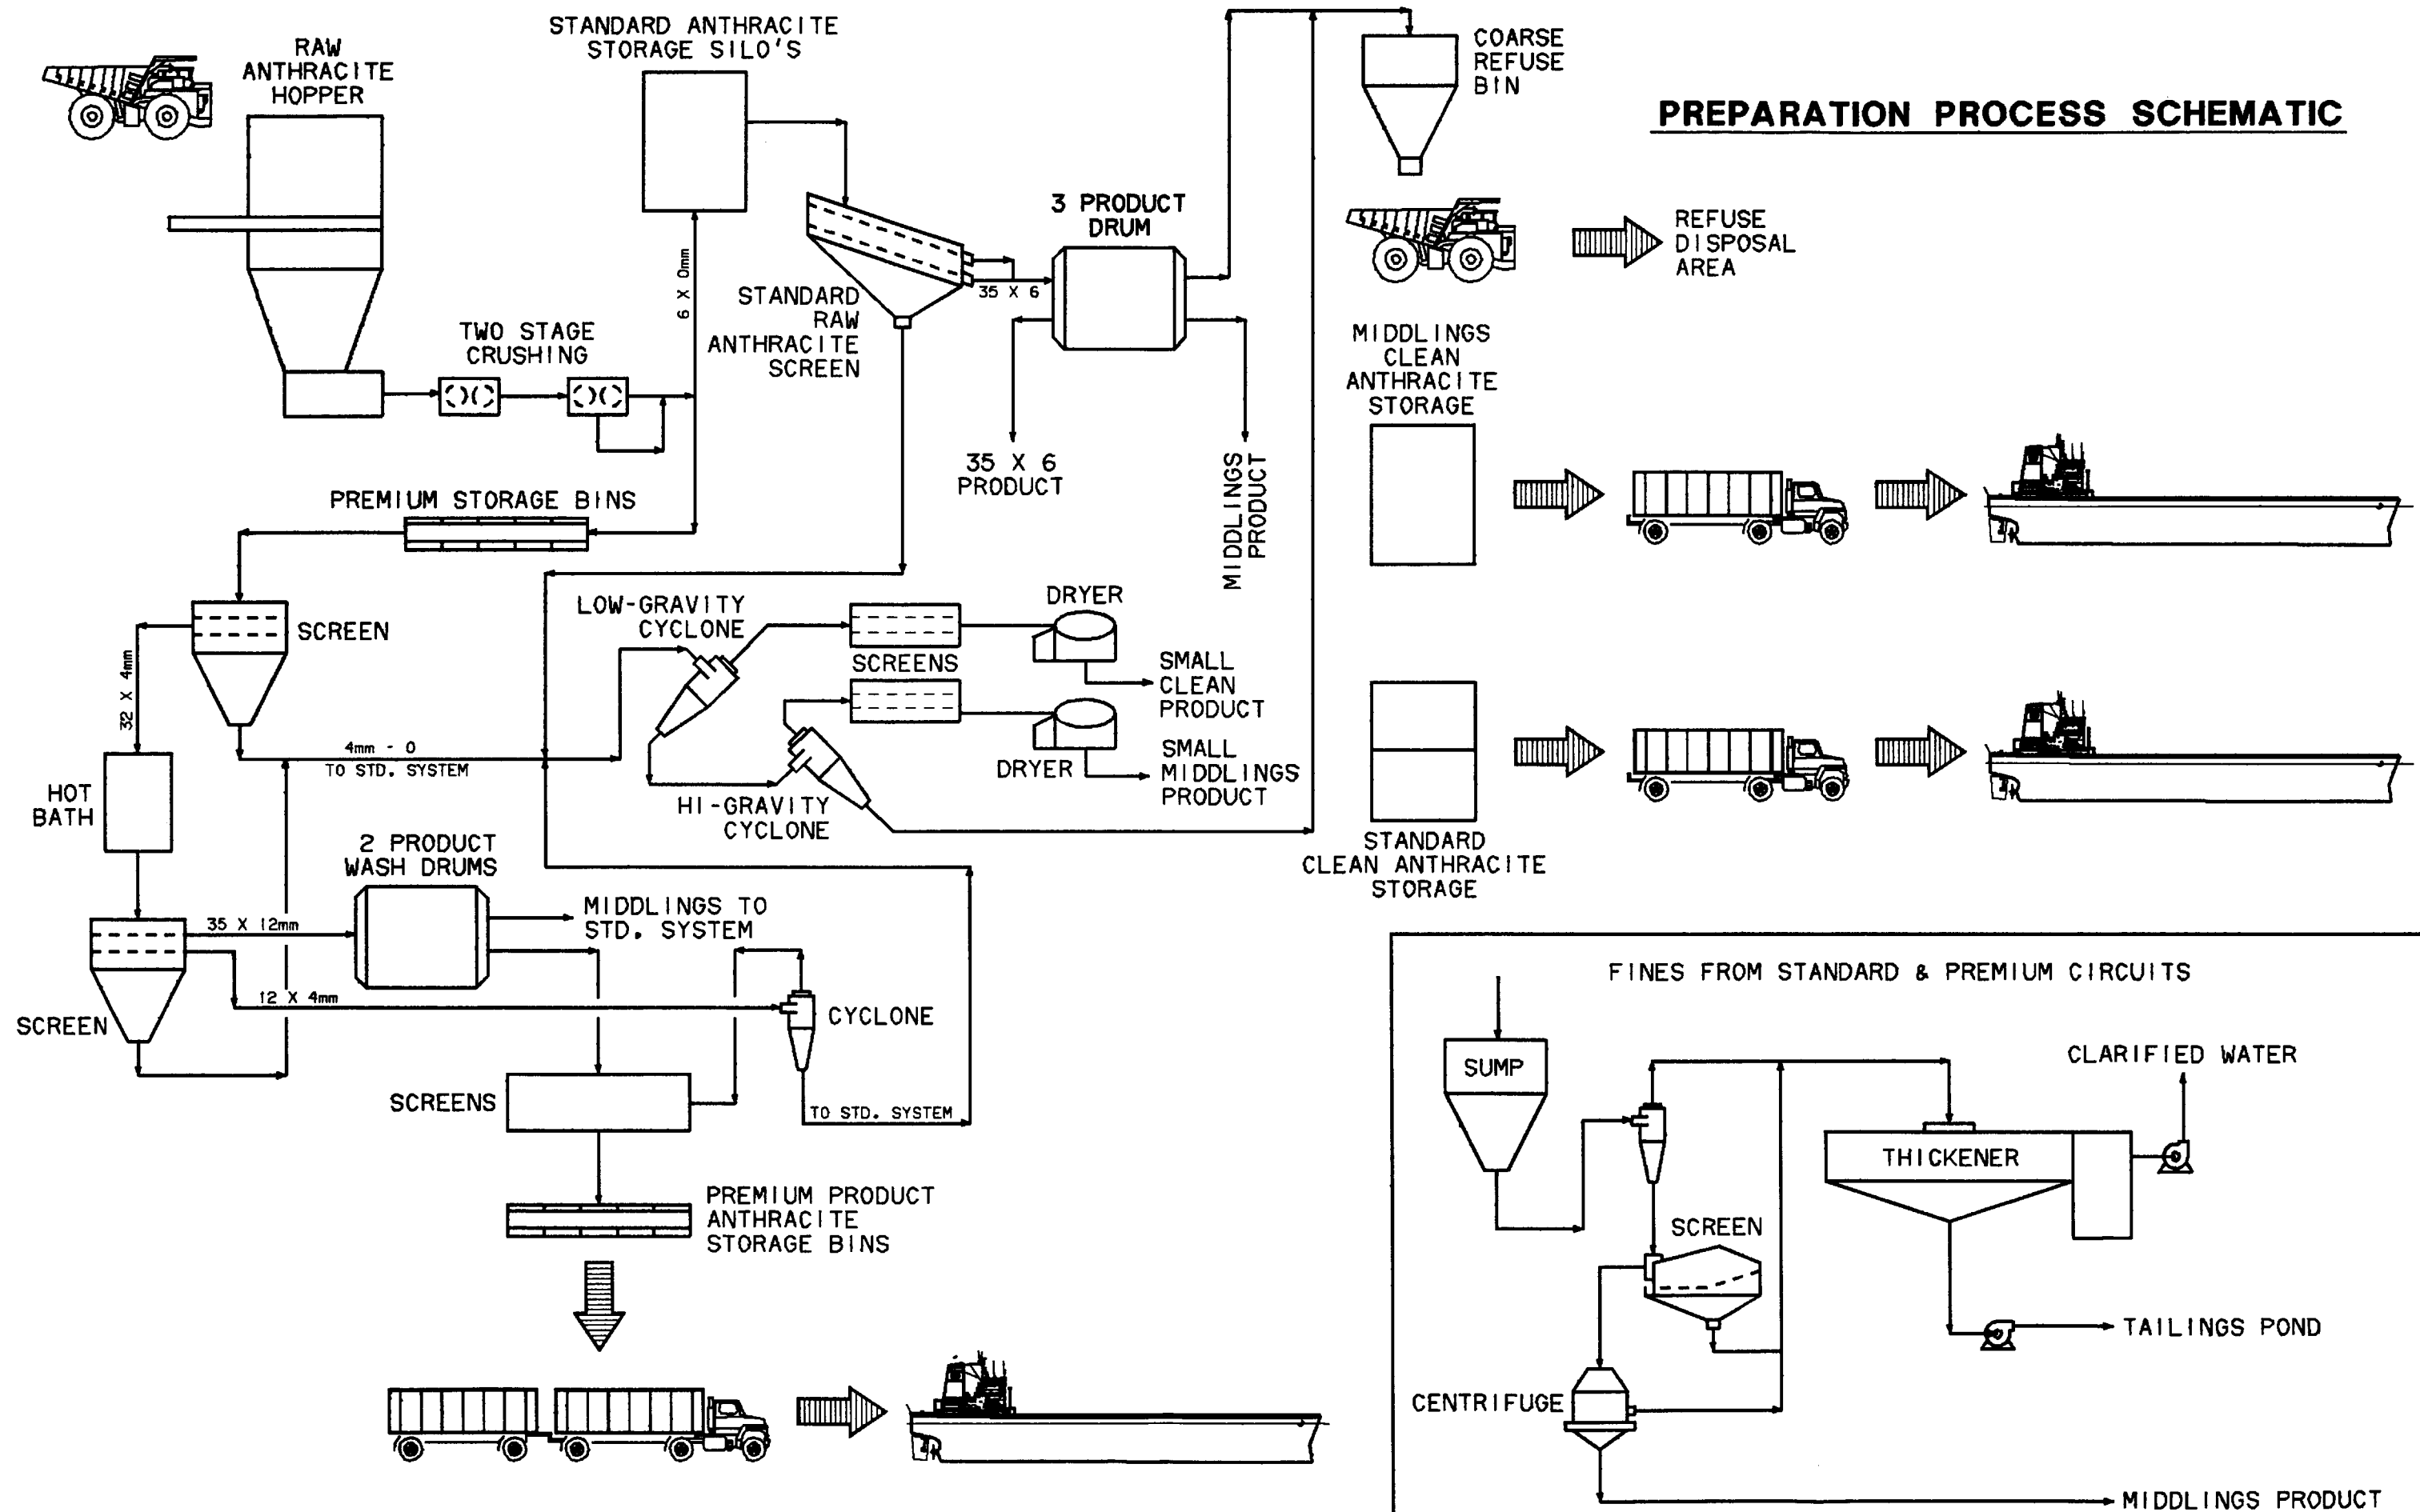 PREPARATION PROCESS SCHEMATIC
RAW
ANTHRACITE
HOPPER
STANDARD ANTHRACITE
STORAGE SILO'S
TWO STAGE
CRUSHING
6 X 0mm
STANDARD
RAW
ANTHRACITE
SCREEN
35 X 6
3 PRODUCT
DRUM
35 X 6
PRODUCT
MIDDLINGS
PRODUCT
COARSE
REFUSE
BIN
REFUSE
DISPOSAL
AREA
MIDDLINGS
CLEAN
ANTHRACITE
STORAGE
PREMIUM STORAGE BINS
SCREEN
32 X 4mm
4mm - 0
TO STD. SYSTEM
HOT
BATH
LOW-GRAVITY
CYCLONE
SCREENS
DRYER
SMALL
CLEAN
PRODUCT
HI-GRAVITY
CYCLONE
DRYER
SMALL
MIDDLINGS
PRODUCT
STANDARD
CLEAN ANTHRACITE
STORAGE
2 PRODUCT
WASH DRUMS
35 X 12mm
MIDDLINGS TO
STD. SYSTEM
12 X 4mm
SCREEN
CYCLONE
SCREENS
TO STD. SYSTEM
PREMIUM PRODUCT
ANTHRACITE
STORAGE BINS
FINES FROM STANDARD & PREMIUM CIRCUITS
SUMP
CLARIFIED WATER
THICKENER
SCREEN
TAILINGS POND
CENTRIFUGE
MIDDLINGS PRODUCT